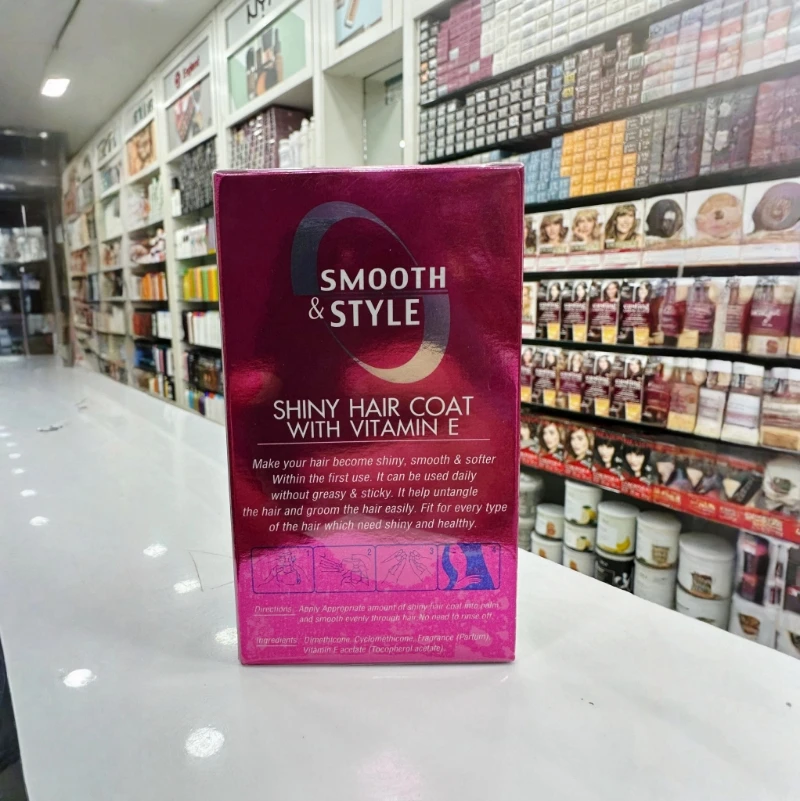 SMOOTH
& STYLE
SHINY HAIR COAT
WITH VITAMIN E
Make your hair become shiny, smooth & softer
Within the first use. It can be used daily
without greasy & sticky. It help untangle
the hair and groom the hair easily. Fit for every type
of the hair which need shiny and healthy.
2
3
Directions: Apply Appropriate amount of shiny hair coat into palm
and smooth evenly through hair. No need to rinse off.
Ingredients: Dimethicone, Cyclomethicone, Fragrance (Parfum),
Vitamin E acetate (Tocopherol acetate).